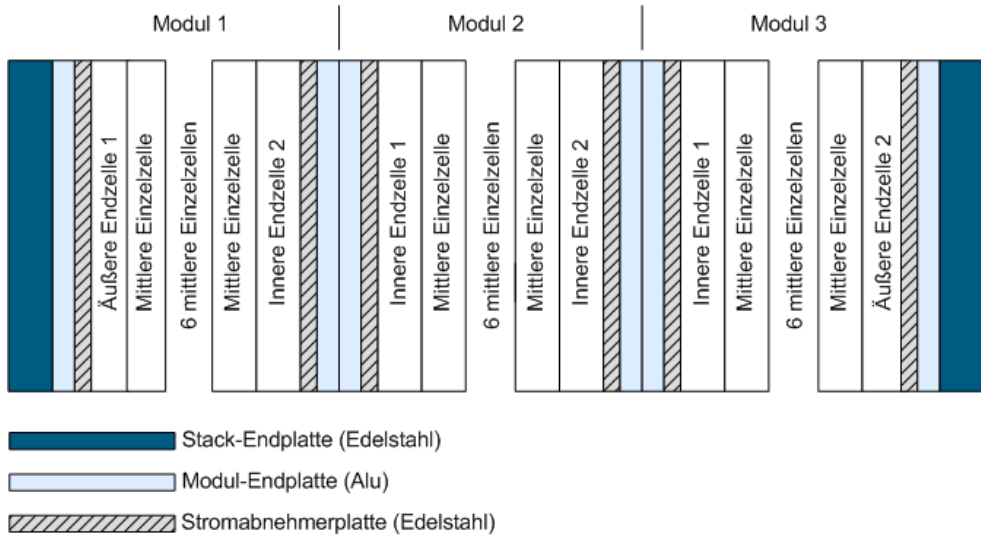 Modul 1
Modul 2
Modul 3
Äußere Endzelle 1
Mittlere Einzelzelle
6 mittlere Einzelzellen
Mittlere Einzelzelle
Innere Endzelle 2
Innere Endzelle 1
Mittlere Einzelzelle
6 mittlere Einzelzellen
Mittlere Einzelzelle
Innere Endzelle 2
Innere Endzelle 1
Mittlere Einzelzelle
6 mittlere Einzelzellen
Mittlere Einzelzelle
Äußere Endzelle 2
Stack-Endplatte (Edelstahl)
Modul-Endplatte (Alu)
Stromabnehmerplatte (Edelstahl)